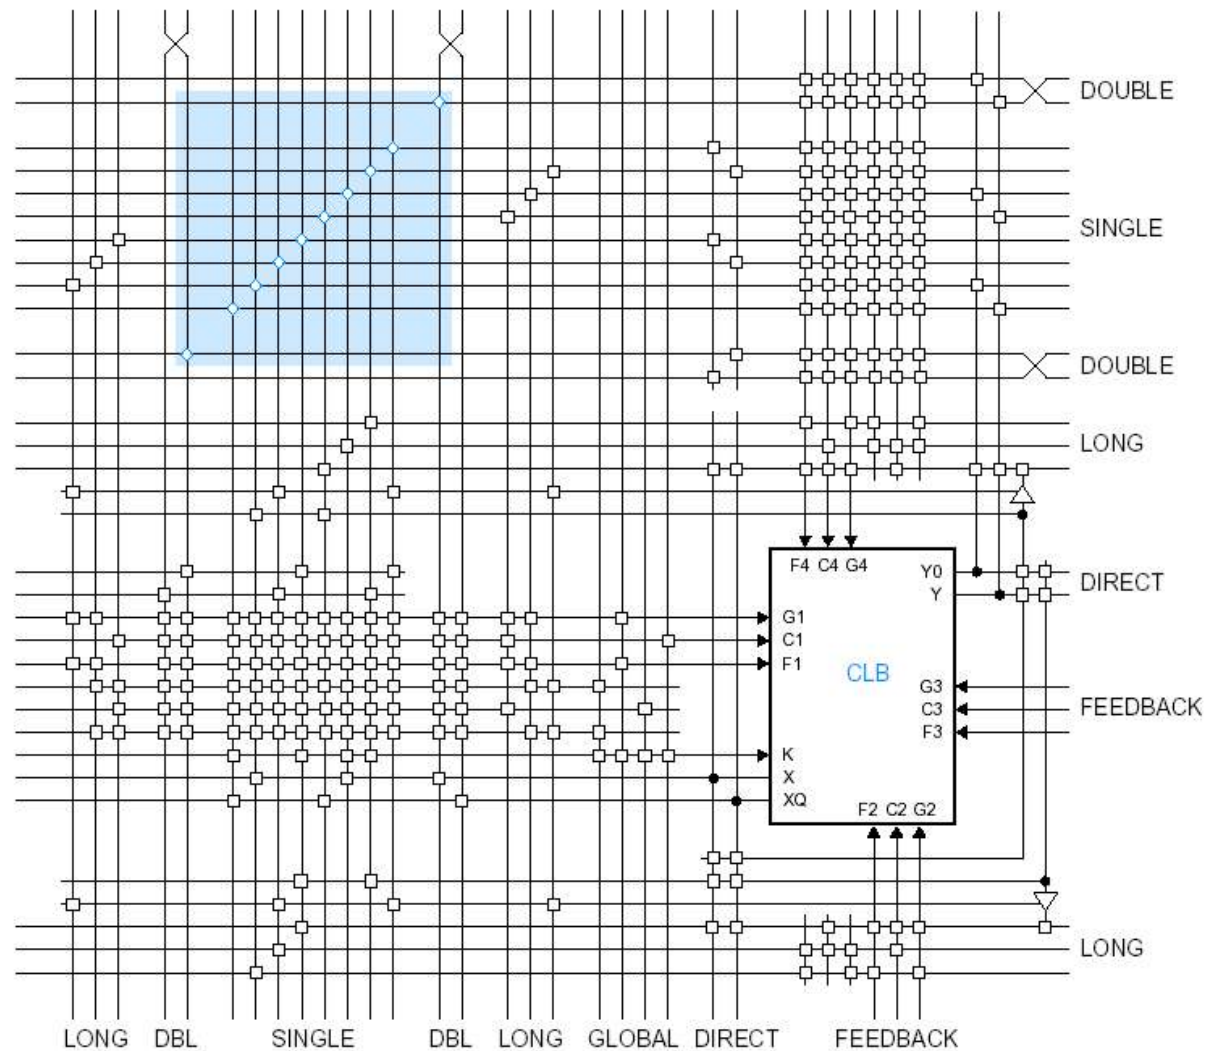 DOUBLE
SINGLE
DOUBLE
LONG
F4 C4 G4 Y0 DIRECT
Y
G1
C1
F1 CLB
G3
C3 FEEDBACK
F3
K
X
XQ
F2 C2 G2
LONG
LONG DBL SINGLE DBL LONG GLOBAL DIRECT FEEDBACK